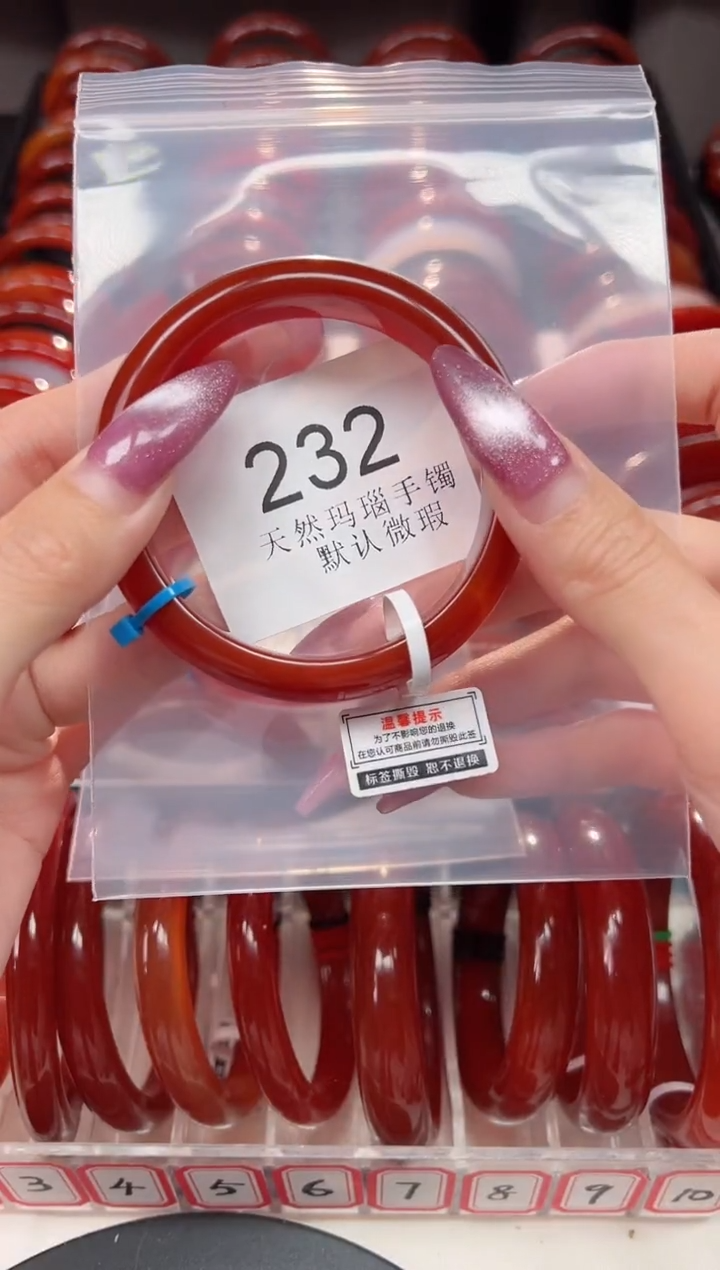 232
天然玛瑙手镯
默认微瑕
温馨提示
为了不影响您的退换
在您认可商品前请勿撕毁此签
标签撕毁 恕不退换
3 4 5 6 7 8 9 10